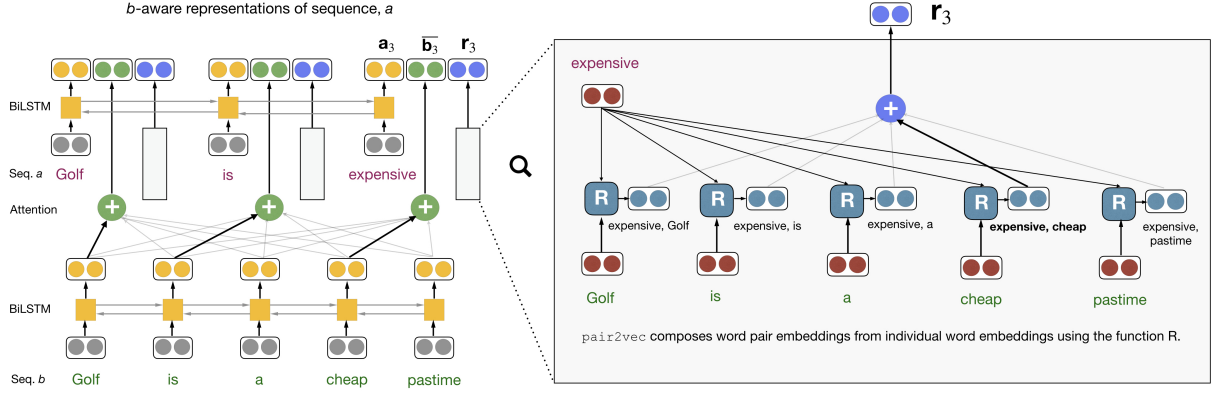 b-aware representations of sequence, a
a3 b3 r3
BiLSTM
Seq. a Golf is expensive
Attention
+ + +
BiLSTM
Seq. b Golf is a cheap pastime
r3
expensive
+
R R R R R
expensive, Golf expensive, is expensive, a expensive, cheap expensive, pastime
Golf is a cheap pastime
pair2vec composes word pair embeddings from individual word embeddings using the function R.